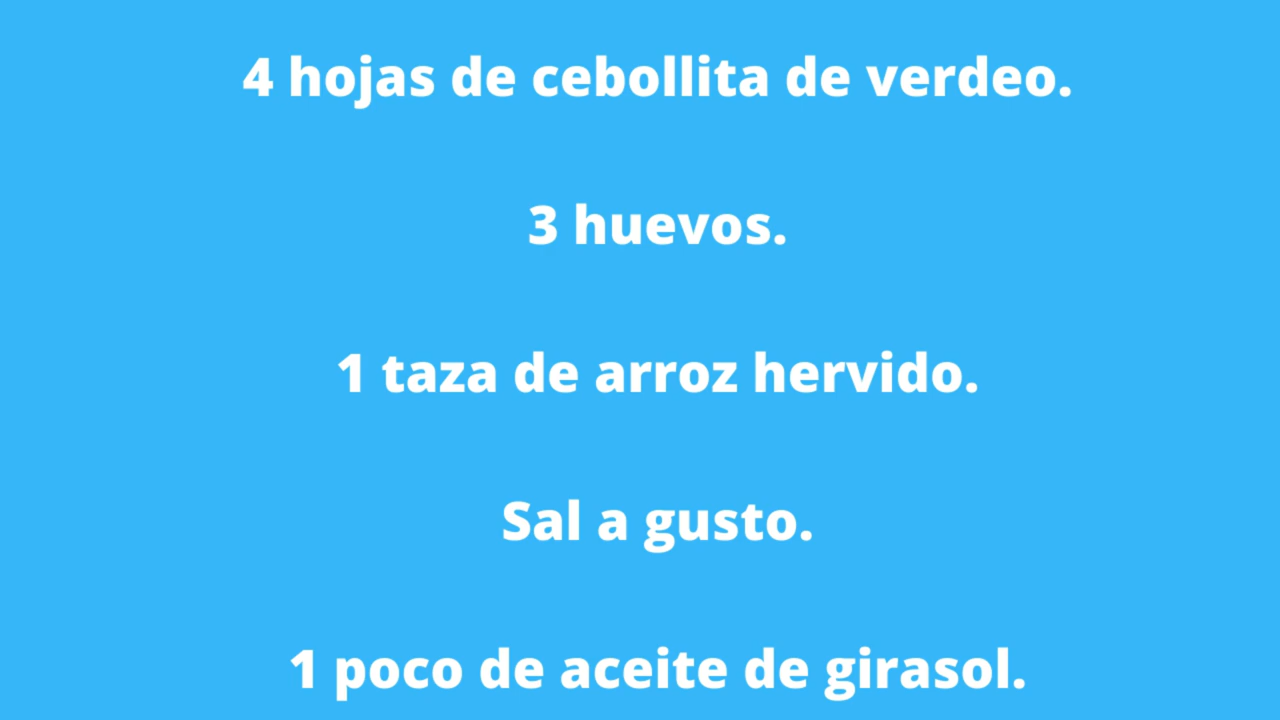 4 hojas de cebollita de verdeo.
3 huevos.
1 taza de arroz hervido.
Sal a gusto.
1 poco de aceite de girasol.